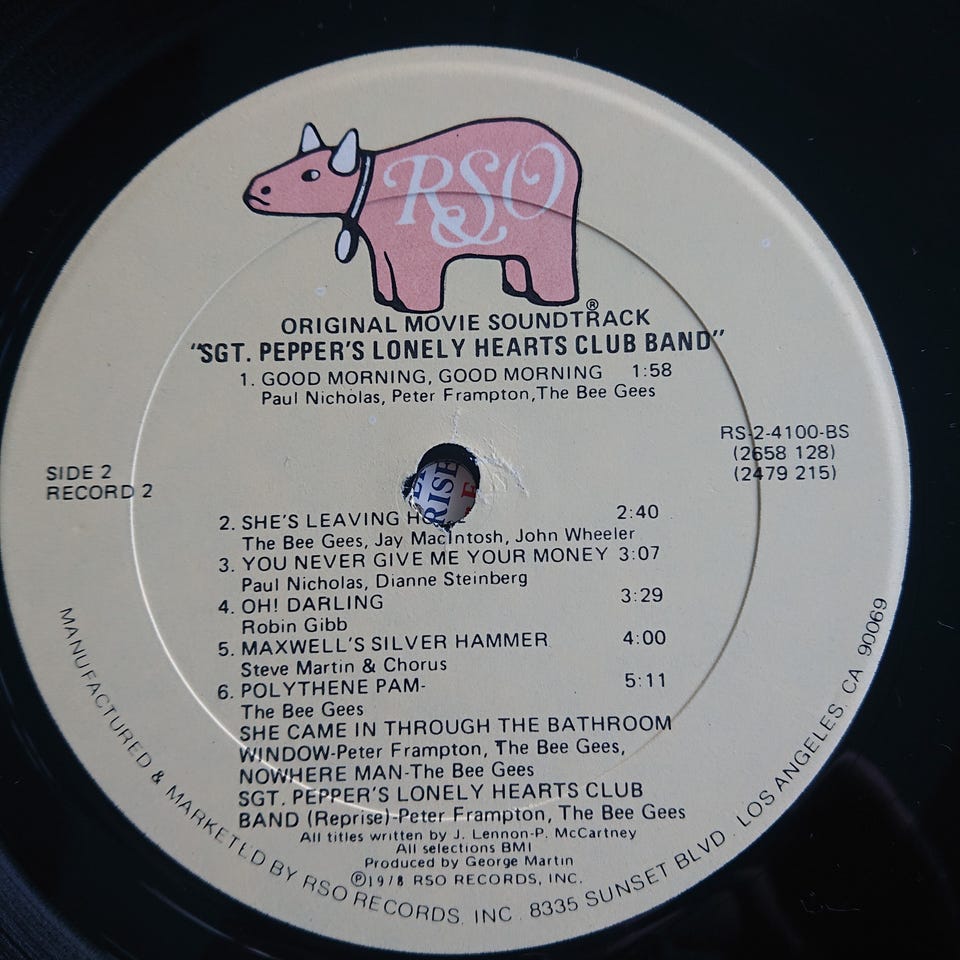 RSO
®
ORIGINAL MOVIE SOUNDTRACK
"SGT. PEPPER'S LONELY HEARTS CLUB BAND"
1. GOOD MORNING, GOOD MORNING 1:58
Paul Nicholas, Peter Frampton,The Bee Gees
RS-2-4100-BS
(2658 128)
(2479 215)
SIDE 2
RECORD 2
RISE
2. SHE'S LEAVING 2:40
The Bee Gees, Jay MacIntosh, John Wheeler
3. YOU NEVER GIVE ME YOUR MONEY 3:07
Paul Nicholas, Dianne Steinberg
4. OH! DARLING 3:29
Robin Gibb
5. MAXWELL'S SILVER HAMMER 4:00
Steve Martin & Chorus
6. POLYTHENE PAM- 5:11
The Bee Gees
SHE CAME IN THROUGH THE BATHROOM
WINDOW-Peter Frampton, The Bee Gees,
NOWHERE MAN-The Bee Gees
SGT. PEPPER'S LONELY HEARTS CLUB
BAND (Reprise)-Peter Frampton, The Bee Gees
All titles written by J. Lennon-P. McCartney
All selections BMI
Produced by George Martin
Ⓟ1978 RSO RECORDS, INC.
MANUFACTURED & MARKETED BY RSO RECORDS, INC. 8335 SUNSET BLVD. LOS ANGELES, CA 90069